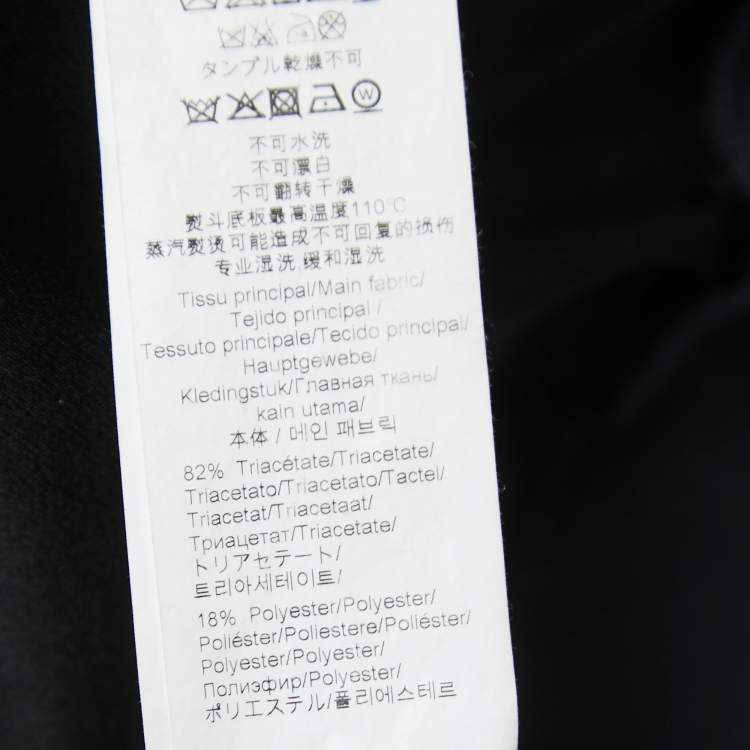 タンブル乾燥不可
W
不可水洗
不可漂白
不可翻转干燥
熨斗底板最高温度110℃
蒸汽熨烫可能造成不可回复的损伤
专业湿洗,缓和湿洗
Tissu principal/Main fabric/
Tejido principal /
Tessuto principale/Tecido principal/
Hauptgewebe/
Kledingstuk/Главная ткань/
kain utama/
本体 / 메인 패브릭
82% Triacétate/Triacetate/
Triacetato/Triacetato/Tactel/
Triacetat/Triacetaat/
Триацетат/Triacetate/
トリアセテート/
트리아세테이트/
18% Polyester/Polyester/
Poliéster/Poliestere/Poliéster/
Polyester/Polyester/
Полиэфир/Polyester/
ポリエステル/폴리에스테르